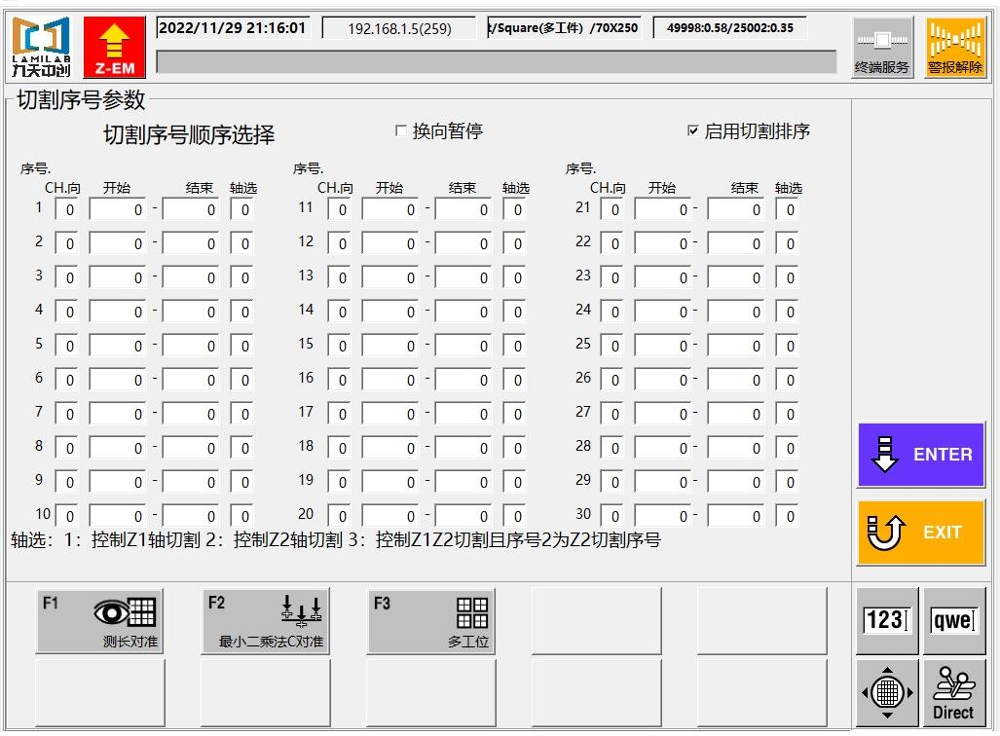 LAMILAB
九天中创
Z-EM
2022/11/29 21:16:01
192.168.1.5(259)
/Square(多工件) /70X250
49998:0.58/25002:0.35
终端服务
警报解除
切割序号参数
切割序号顺序选择
换向暂停
启用切割排序
序号. 序号. 序号.
CH.向 开始 结束 轴选 CH.向 开始 结束 轴选 CH.向 开始 结束 轴选
1 0 0 - 0 0 11 0 0 - 0 0 21 0 0 - 0 0
2 0 0 - 0 0 12 0 0 - 0 0 22 0 0 - 0 0
3 0 0 - 0 0 13 0 0 - 0 0 23 0 0 - 0 0
4 0 0 - 0 0 14 0 0 - 0 0 24 0 0 - 0 0
5 0 0 - 0 0 15 0 0 - 0 0 25 0 0 - 0 0
6 0 0 - 0 0 16 0 0 - 0 0 26 0 0 - 0 0
7 0 0 - 0 0 17 0 0 - 0 0 27 0 0 - 0 0
8 0 0 - 0 0 18 0 0 - 0 0 28 0 0 - 0 0
9 0 0 - 0 0 19 0 0 - 0 0 29 0 0 - 0 0
10 0 0 - 0 0 20 0 0 - 0 0 30 0 0 - 0 0
轴选：1：控制Z1轴切割 2：控制Z2轴切割 3：控制Z1Z2切割且序号2为Z2切割序号
ENTER
EXIT
F1 测长对准
F2 最小二乘法C对准
F3 多工位
123
qwe
Direct